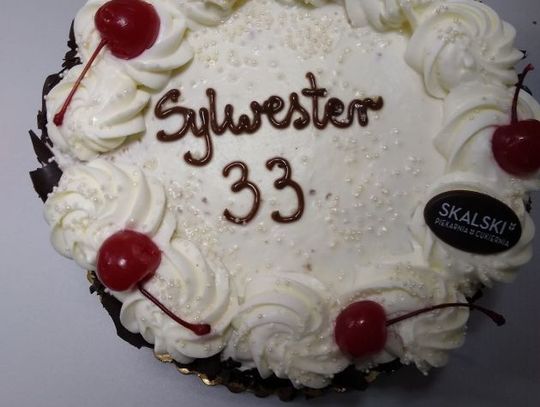 Sylwester
33
SKALSKI
PIEKARNIA CUKIERNIA